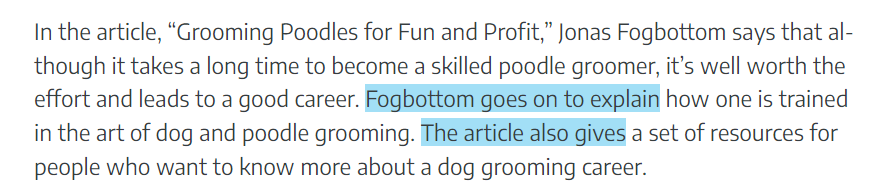 In the article, “Grooming Poodles for Fun and Profit,” Jonas Fogbottom says that al-
though it takes a long time to become a skilled poodle groomer, it’s well worth the
effort and leads to a good career. Fogbottom goes on to explain how one is trained
in the art of dog and poodle grooming. The article also gives a set of resources for
people who want to know more about a dog grooming career.